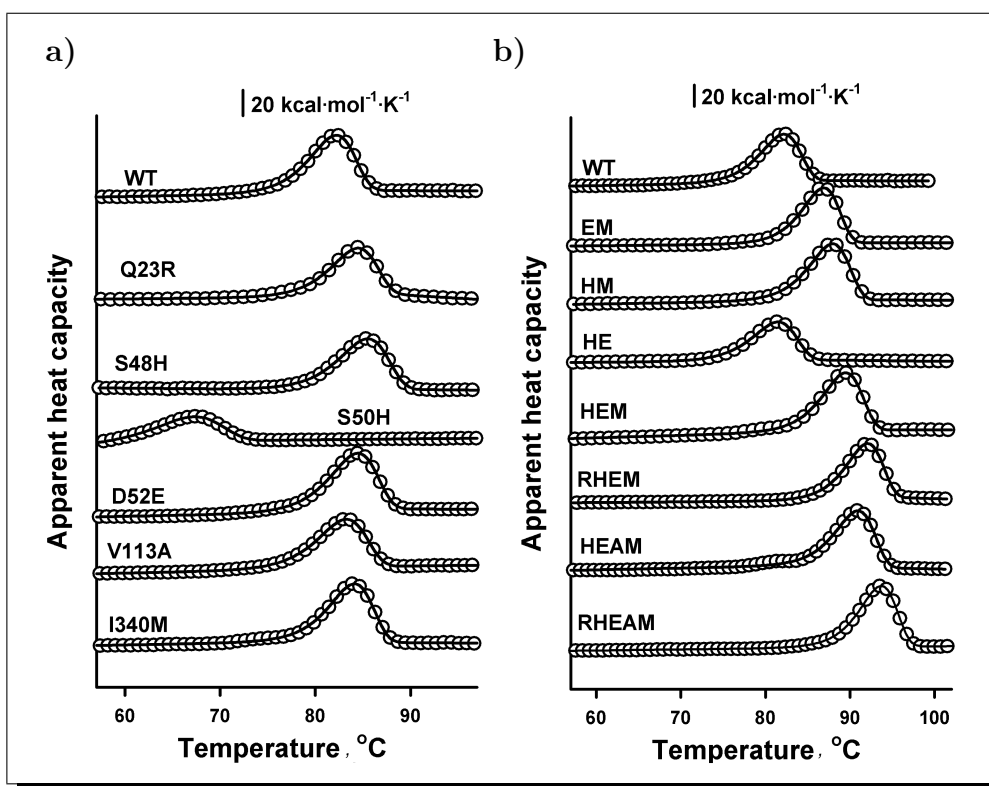 a)
20 kcal·mol⁻¹·K⁻¹
Apparent heat capacity
WT
Q23R
S48H
S50H
D52E
V113A
I340M
60 70 80 90
Temperature, °C
b)
20 kcal·mol⁻¹·K⁻¹
Apparent heat capacity
WT
EM
HM
HE
HEM
RHEM
HEAM
RHEAM
60 70 80 90 100
Temperature, °C